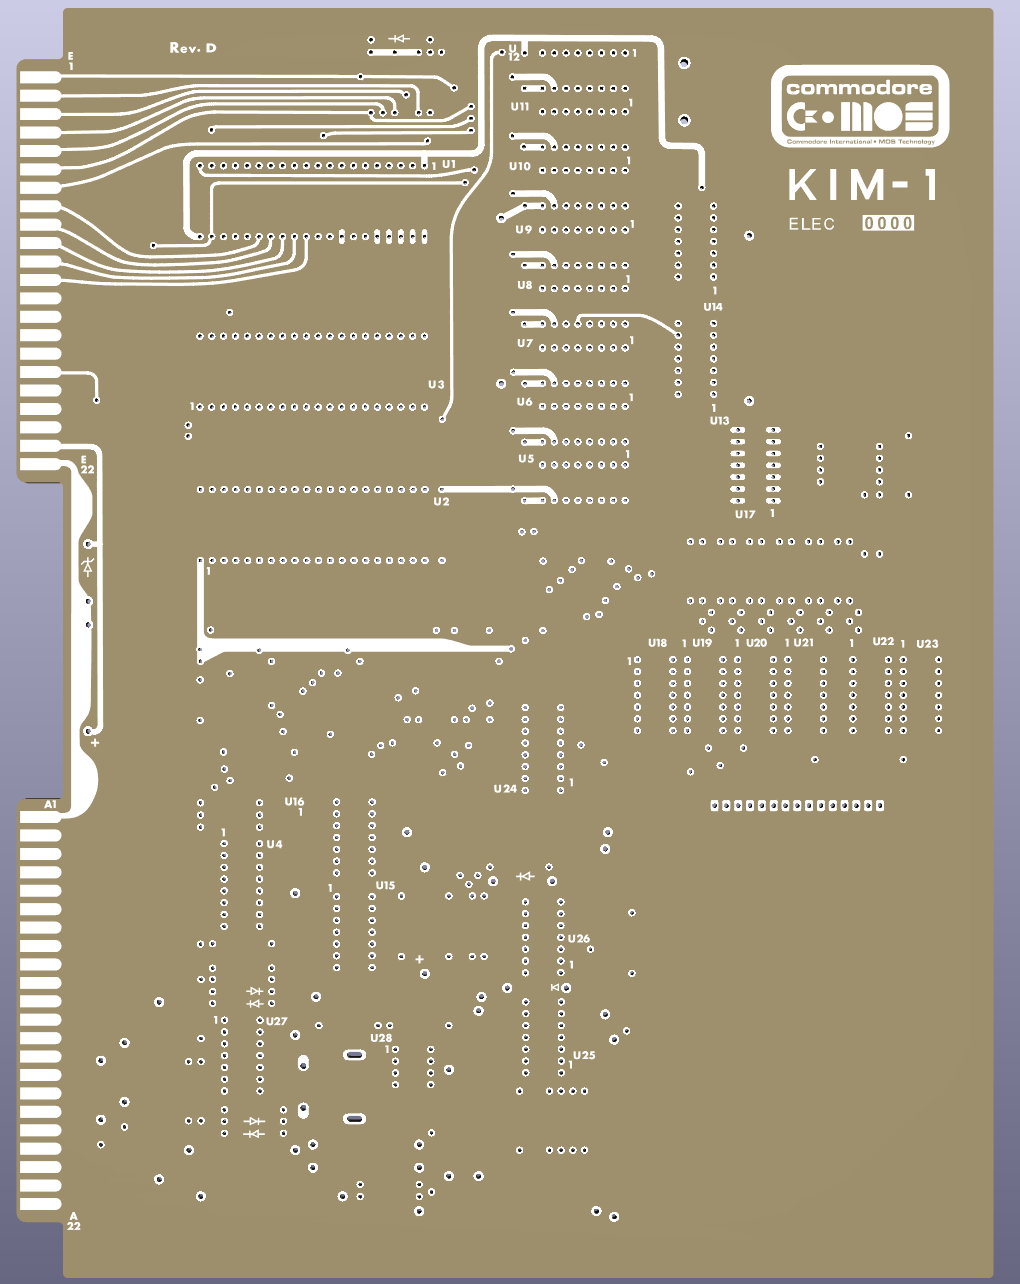 Rev. D
E
1
U
12
1
commodore
C MOS
Commodore International • MOS Technology
U11
1
1
U1
U10
1
KIM-1
ELEC 0000
U9
1
U8
1
1
U14
U7
1
U3
U6
1
1
1
U13
U5
1
E
22
U2
U17
1
1
U18
1
U19
1
U20
1
U21
1
U22
1
U23
1
+
U24
1
A1
U16
1
1
U4
1
U15
U26
1
+
1
U27
U28
1
U25
1
A
22